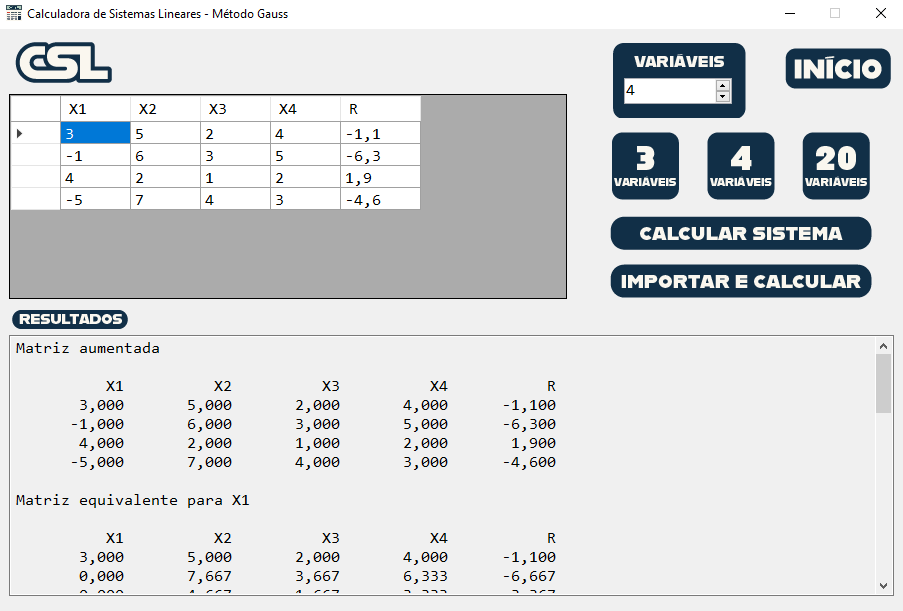 Calculadora de Sistemas Lineares - Método Gauss
CSL
VARIÁVEIS
4
INÍCIO
X1 X2 X3 X4 R
3 5 2 4 -1,1
-1 6 3 5 -6,3
4 2 1 2 1,9
-5 7 4 3 -4,6
3 VARIÁVEIS
4 VARIÁVEIS
20 VARIÁVEIS
CALCULAR SISTEMA
IMPORTAR E CALCULAR
RESULTADOS
Matriz aumentada
X1 X2 X3 X4 R
3,000 5,000 2,000 4,000 -1,100
-1,000 6,000 3,000 5,000 -6,300
4,000 2,000 1,000 2,000 1,900
-5,000 7,000 4,000 3,000 -4,600
Matriz equivalente para X1
X1 X2 X3 X4 R
3,000 5,000 2,000 4,000 -1,100
0,000 7,667 3,667 6,333 -6,667